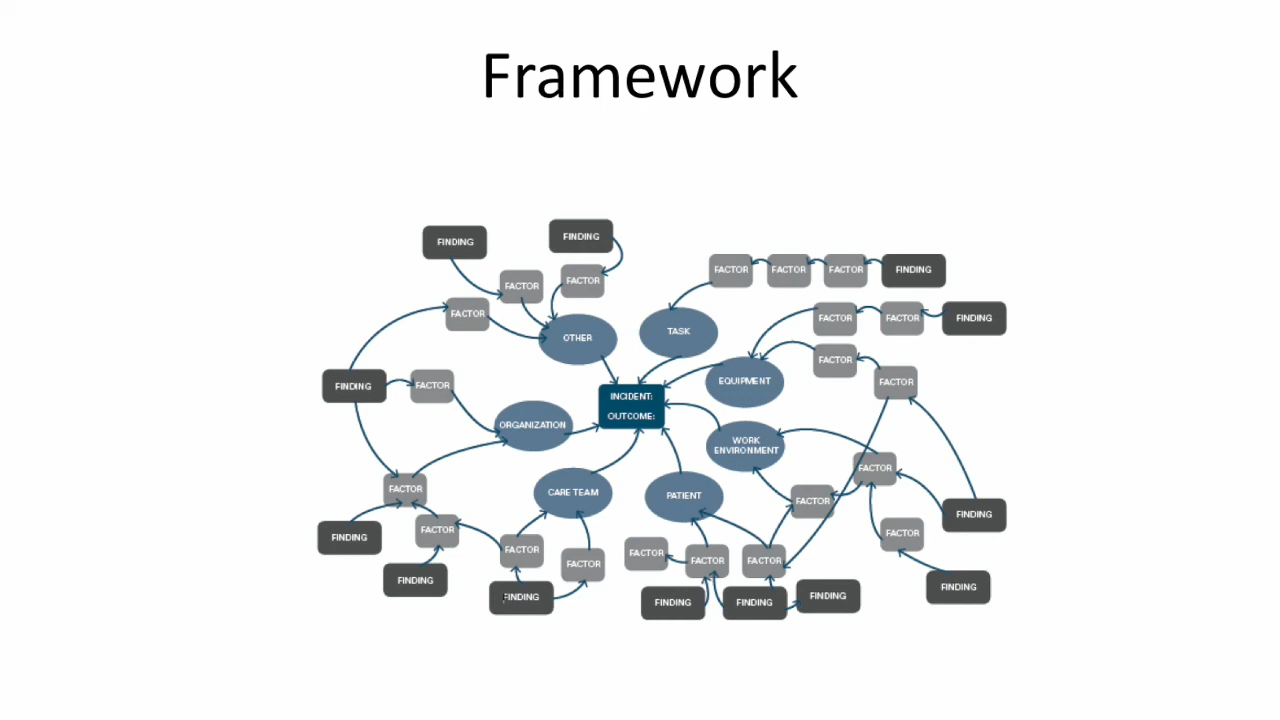 Framework
FINDING
FINDING
FACTOR
FACTOR
FACTOR
FACTOR
FACTOR
FINDING
FACTOR
FACTOR
FACTOR
FINDING
OTHER
TASK
FACTOR
EQUIPMENT
FACTOR
FINDING
FACTOR
INCIDENT:
OUTCOME:
ORGANIZATION
WORK
ENVIRONMENT
FACTOR
FACTOR
CARE TEAM
PATIENT
FACTOR
FINDING
FINDING
FACTOR
FACTOR
FACTOR
FACTOR
FACTOR
FACTOR
FACTOR
FINDING
FINDING
FINDING
FINDING
FINDING
FINDING